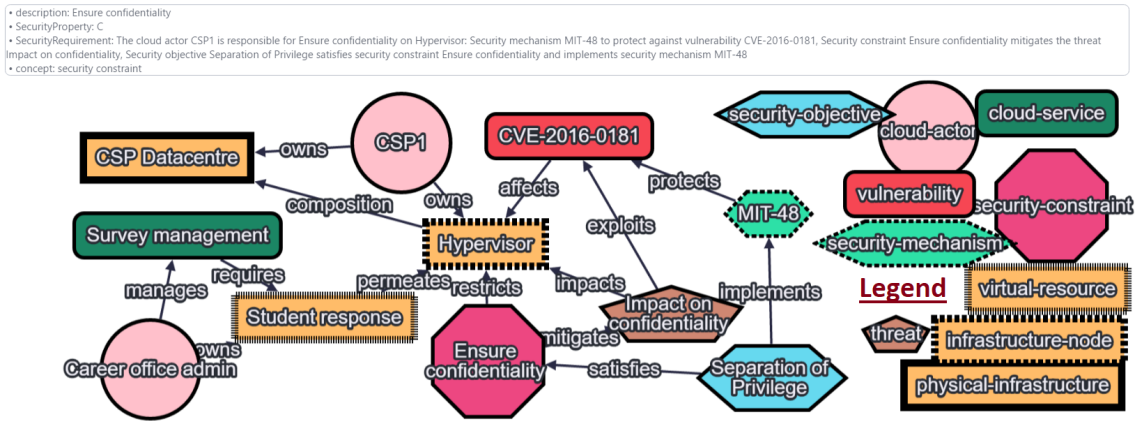 • description: Ensure confidentiality
• SecurityProperty: C
• SecurityRequirement: The cloud actor CSP1 is responsible for Ensure confidentiality on Hypervisor: Security mechanism MIT-48 to protect against vulnerability CVE-2016-0181, Security constraint Ensure confidentiality mitigates the threat
Impact on confidentiality, Security objective Separation of Privilege satisfies security constraint Ensure confidentiality and implements security mechanism MIT-48
• concept: security constraint
CSP Datacentre
owns
CSP1
CVE-2016-0181
security-objective
cloud-actor
cloud-service
composition
owns
affects
protects
vulnerability
security-constraint
Survey management
Hypervisor
exploits
MIT-48
security-mechanism
manages
requires
permeates
restricts
impacts
implements
Legend
virtual-resource
Student response
Impact on
confidentiality
threat
infrastructure-node
owns
mitigates
Career office admin
Ensure
confidentiality
satisfies
Separation of
Privilege
physical-infrastructure